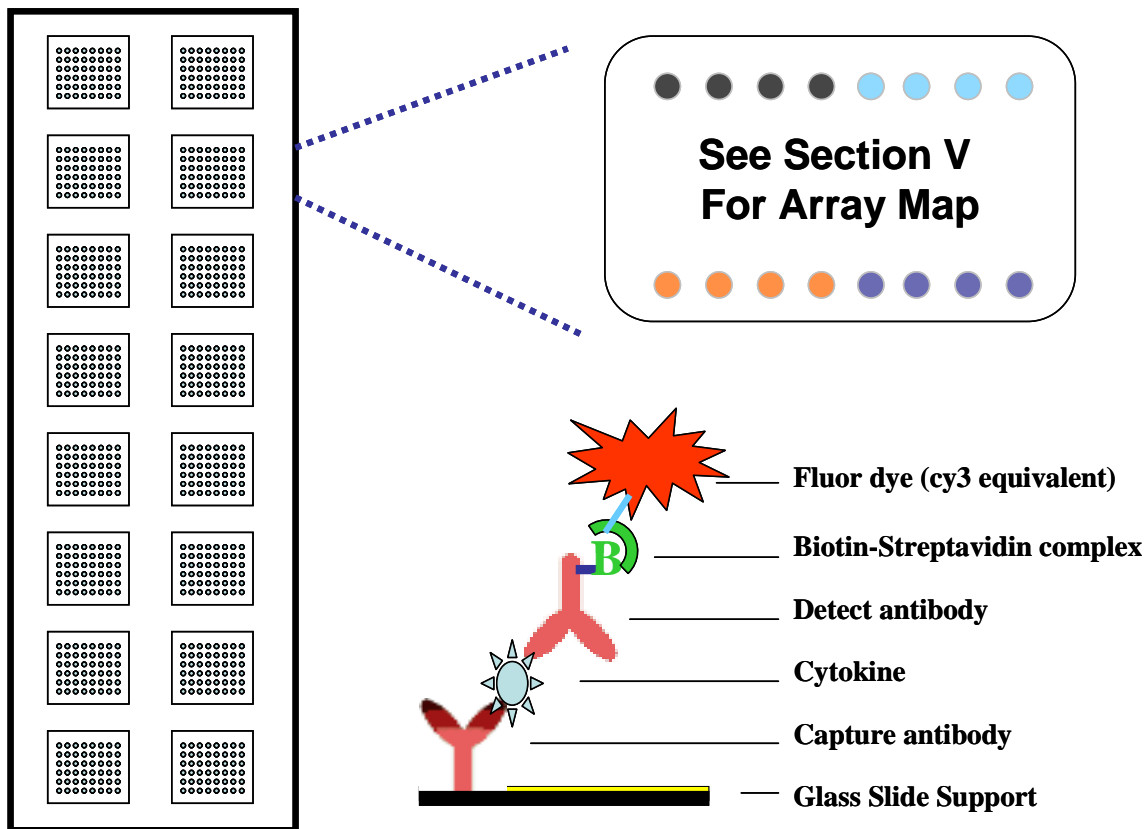 See Section V
For Array Map
Fluor dye (cy3 equivalent)
Biotin-Streptavidin complex
B
Detect antibody
Cytokine
Capture antibody
Glass Slide Support